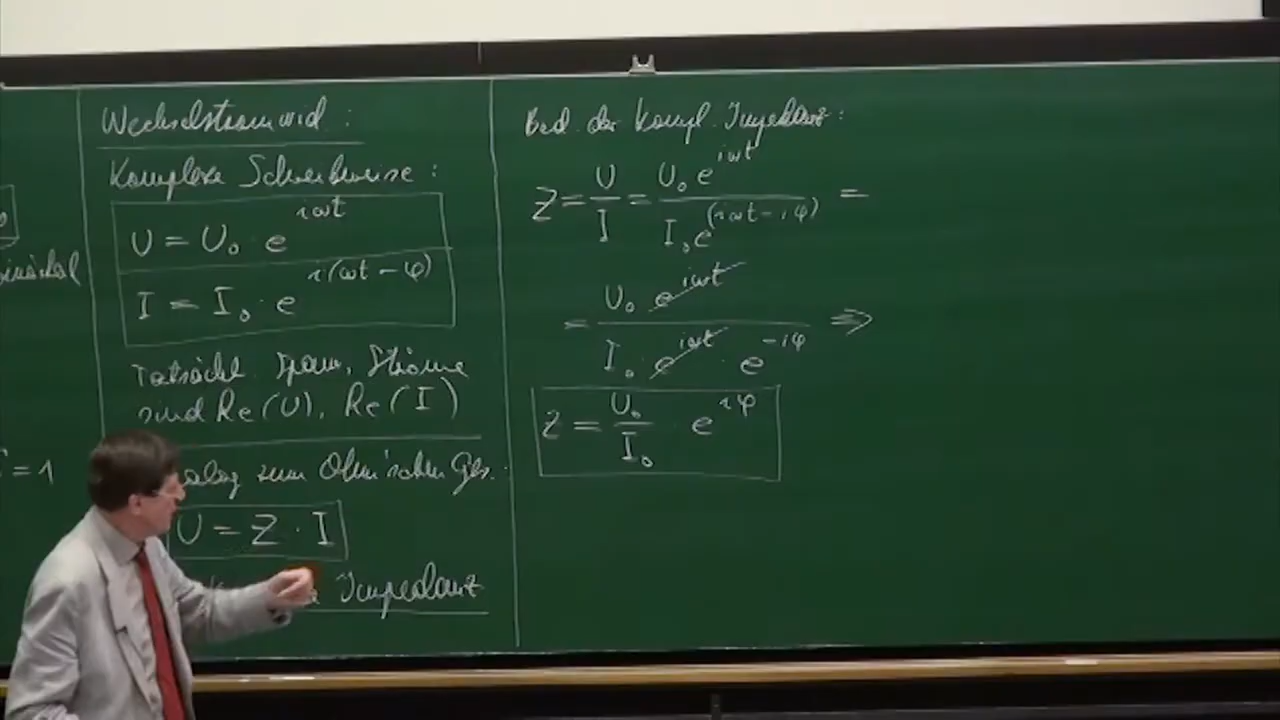 = 1
Wechselstromwid.:
Komplexe Schreibweise:
U = U₀ · e^{iωt}
I = I₀ · e^{i(ωt - φ)}
Tatsächl. Spann., Ströme
sind Re(U), Re(I)
zum Ohm'schen Ges.
U = Z · I
Impedanz
Bed. der kompl. Impedanz:
Z = U/I = U₀ e^{iωt} / I₀ e^{(iωt - iφ)} =
= U₀ e^{iωt} / I₀ · e^{iωt} · e^{-iφ} ⇒
Z = U₀/I₀ · e^{iφ}